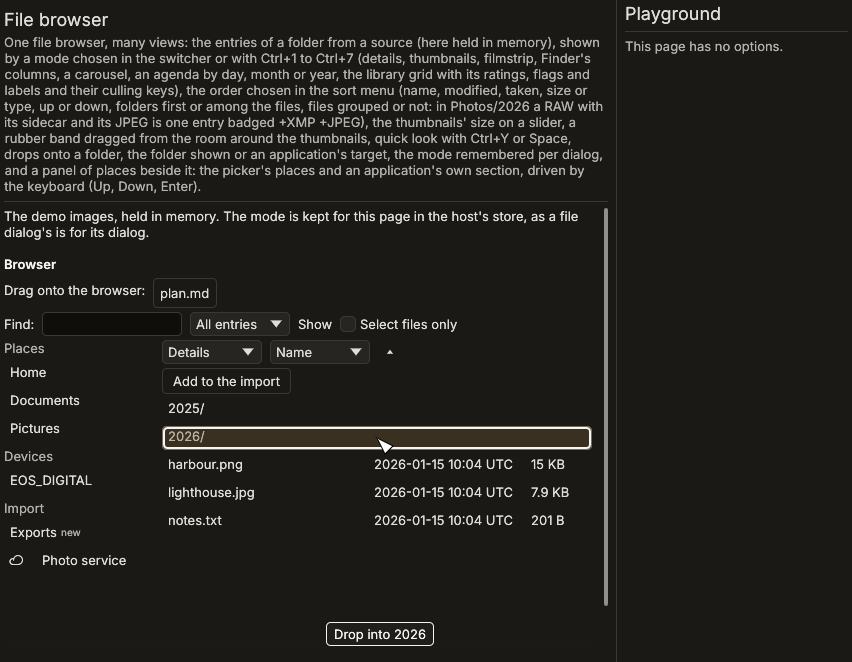 File browser
One file browser, many views: the entries of a folder from a source (here held in memory), shown
by a mode chosen in the switcher or with Ctrl+1 to Ctrl+7 (details, thumbnails, filmstrip, Finder's
columns, a carousel, an agenda by day, month or year, the library grid with its ratings, flags and
labels and their culling keys), the order chosen in the sort menu (name, modified, taken, size or
type, up or down, folders first or among the files, files grouped or not: in Photos/2026 a RAW with
its sidecar and its JPEG is one entry badged +XMP +JPEG), the thumbnails' size on a slider, a
rubber band dragged from the room around the thumbnails, quick look with Ctrl+Y or Space,
drops onto a folder, the folder shown or an application's target, the mode remembered per dialog,
and a panel of places beside it: the picker's places and an application's own section, driven by
the keyboard (Up, Down, Enter).
The demo images, held in memory. The mode is kept for this page in the host's store, as a file
dialog's is for its dialog.
Browser
Drag onto the browser: plan.md
Find: All entries Show Select files only
Places Details Name
Home Add to the import
Documents 2025/
Pictures 2026/
Devices harbour.png 2026-01-15 10:04 UTC 15 KB
EOS_DIGITAL lighthouse.jpg 2026-01-15 10:04 UTC 7.9 KB
Import notes.txt 2026-01-15 10:04 UTC 201 B
Exports new
Photo service
Drop into 2026
Playground
This page has no options.